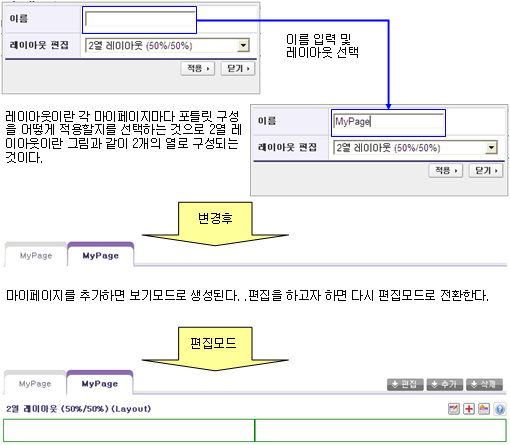 이름
레이아웃 편집 2열 레이아웃 (50%/50%)
적용 닫기
이름 입력 및
레이아웃 선택
레이아웃이란 각 마이페이지마다 포틀릿 구성
을 어떻게 적용할지를 선택하는 것으로 2열 레
이아웃이란 그림과 같이 2개의 열로 구성되는
것이다.
이름 MyPage
레이아웃 편집 2열 레이아웃 (50%/50%)
적용 닫기
변경후
MyPage MyPage
마이페이지를 추가하면 보기모드로 생성된다. .편집을 하고자 하면 다시 편집모드로 전환한다.
편집모드
MyPage MyPage
편집 추가 삭제
2열 레이아웃 (50%/50%) (Layout)